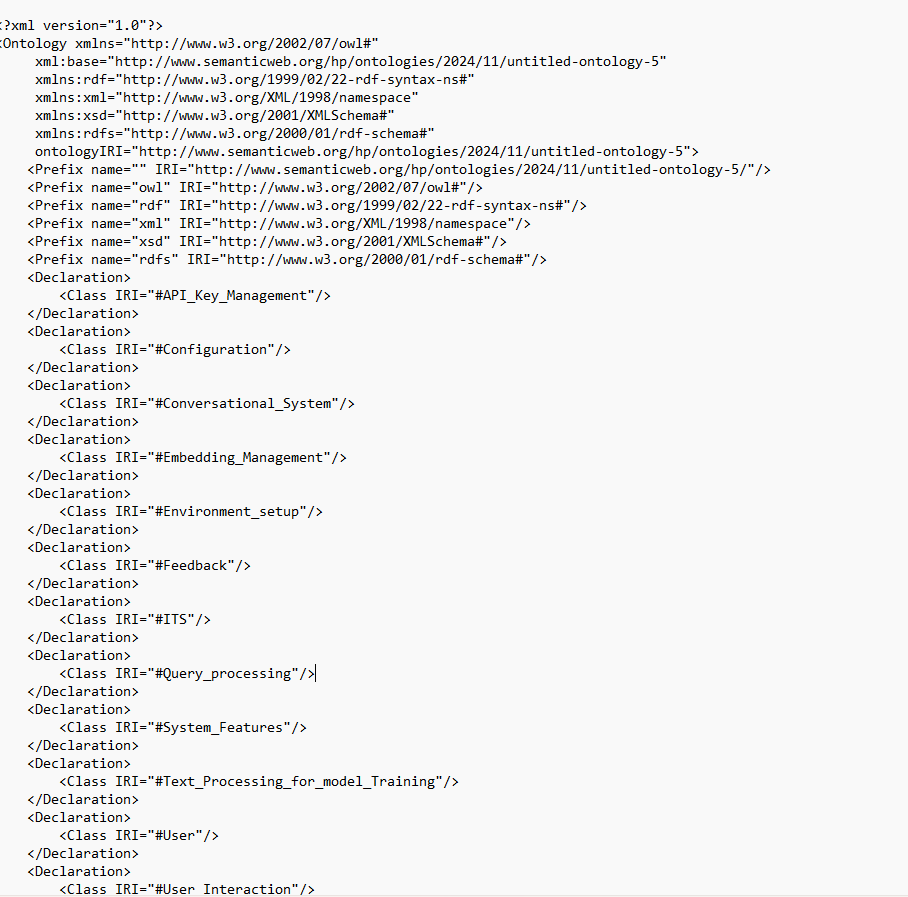 <?xml version="1.0"?>
<Ontology xmlns="http://www.w3.org/2002/07/owl#"
     xml:base="http://www.semanticweb.org/hp/ontologies/2024/11/untitled-ontology-5"
     xmlns:rdf="http://www.w3.org/1999/02/22-rdf-syntax-ns#"
     xmlns:xml="http://www.w3.org/XML/1998/namespace"
     xmlns:xsd="http://www.w3.org/2001/XMLSchema#"
     xmlns:rdfs="http://www.w3.org/2000/01/rdf-schema#"
     ontologyIRI="http://www.semanticweb.org/hp/ontologies/2024/11/untitled-ontology-5">
    <Prefix name="" IRI="http://www.semanticweb.org/hp/ontologies/2024/11/untitled-ontology-5/"/>
    <Prefix name="owl" IRI="http://www.w3.org/2002/07/owl#"/>
    <Prefix name="rdf" IRI="http://www.w3.org/1999/02/22-rdf-syntax-ns#"/>
    <Prefix name="xml" IRI="http://www.w3.org/XML/1998/namespace"/>
    <Prefix name="xsd" IRI="http://www.w3.org/2001/XMLSchema#"/>
    <Prefix name="rdfs" IRI="http://www.w3.org/2000/01/rdf-schema#"/>
    <Declaration>
        <Class IRI="#API_Key_Management"/>
    </Declaration>
    <Declaration>
        <Class IRI="#Configuration"/>
    </Declaration>
    <Declaration>
        <Class IRI="#Conversational_System"/>
    </Declaration>
    <Declaration>
        <Class IRI="#Embedding_Management"/>
    </Declaration>
    <Declaration>
        <Class IRI="#Environment_setup"/>
    </Declaration>
    <Declaration>
        <Class IRI="#Feedback"/>
    </Declaration>
    <Declaration>
        <Class IRI="#ITS"/>
    </Declaration>
    <Declaration>
        <Class IRI="#Query_processing"/>
    </Declaration>
    <Declaration>
        <Class IRI="#System_Features"/>
    </Declaration>
    <Declaration>
        <Class IRI="#Text_Processing_for_model_Training"/>
    </Declaration>
    <Declaration>
        <Class IRI="#User"/>
    </Declaration>
    <Declaration>
        <Class IRI="#User_Interaction"/>